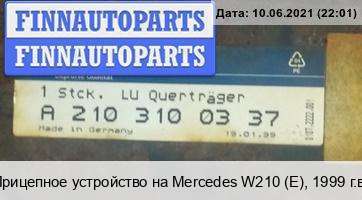 FINNAUTOPARTS
Дата: 10.06.2021 (22:01)
FINNAUTOPARTS
1 Stck. LU Querträger
A 210 310 03 37
Made in Germany
19.01.99
PE
Прицепное устройство на Mercedes W210 (E), 1999 г.в